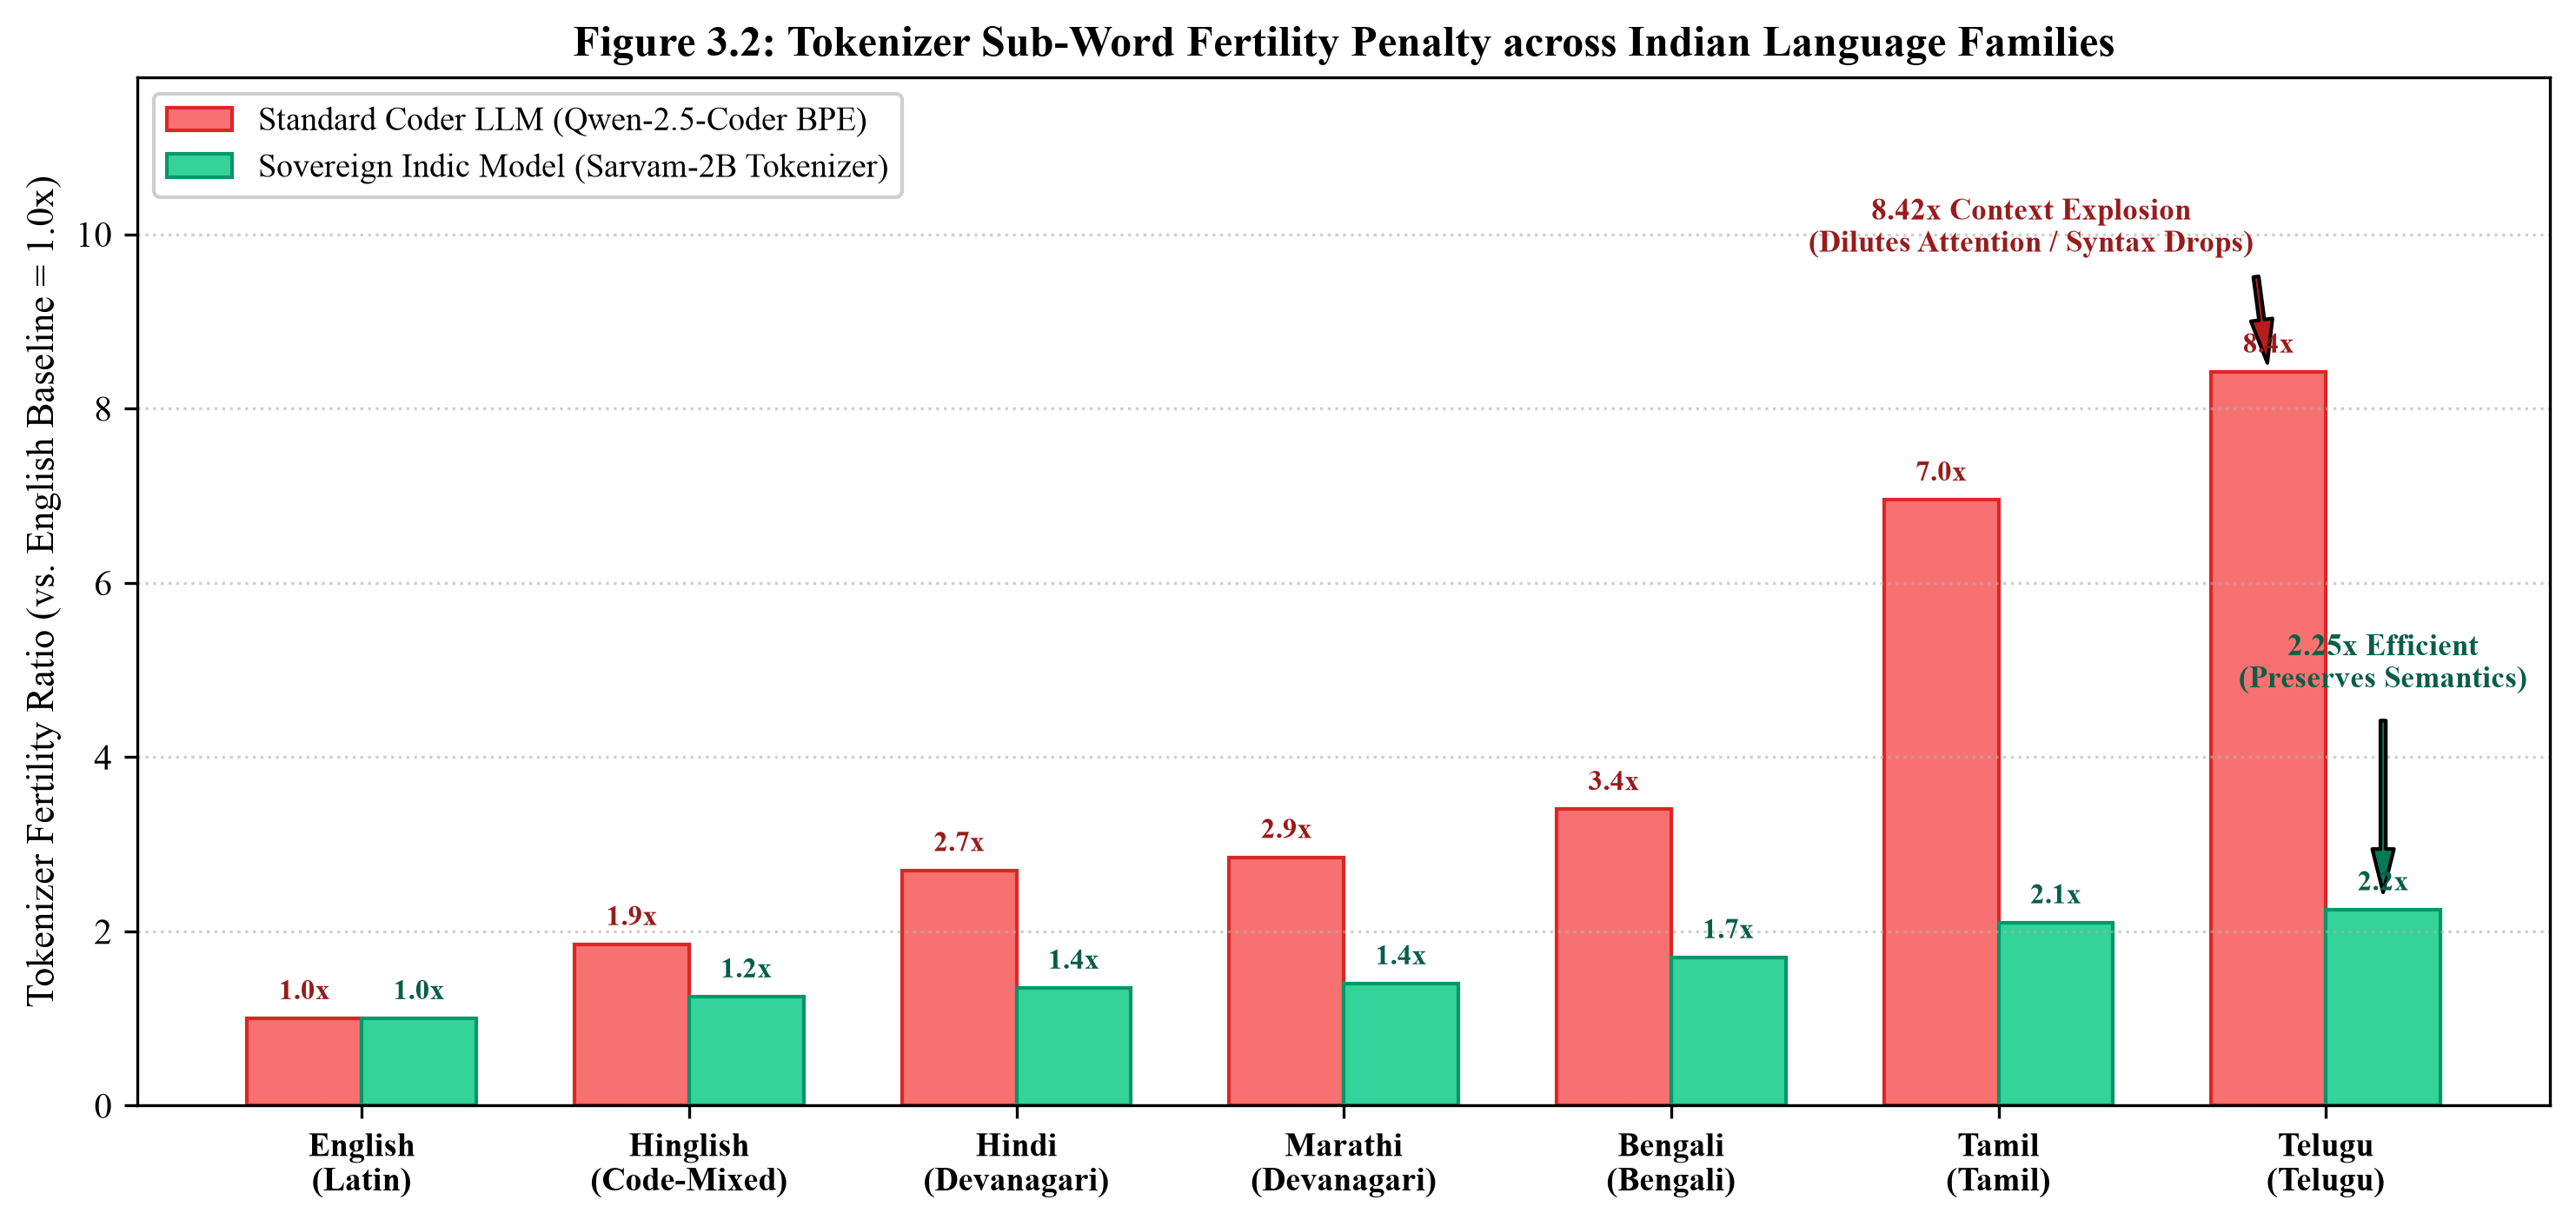 Figure 3.2: Tokenizer Sub-Word Fertility Penalty across Indian Language Families
Standard Coder LLM (Qwen-2.5-Coder BPE)
Sovereign Indic Model (Sarvam-2B Tokenizer)
Tokenizer Fertility Ratio (vs. English Baseline = 1.0x)
10
8
6
4
2
0
8.42x Context Explosion
(Dilutes Attention / Syntax Drops)
8.4x
7.0x
2.25x Efficient
(Preserves Semantics)
3.4x
2.9x
2.7x
2.2x
2.1x
1.9x
1.7x
1.4x
1.4x
1.2x
1.0x
1.0x
English
(Latin)
Hinglish
(Code-Mixed)
Hindi
(Devanagari)
Marathi
(Devanagari)
Bengali
(Bengali)
Tamil
(Tamil)
Telugu
(Telugu)